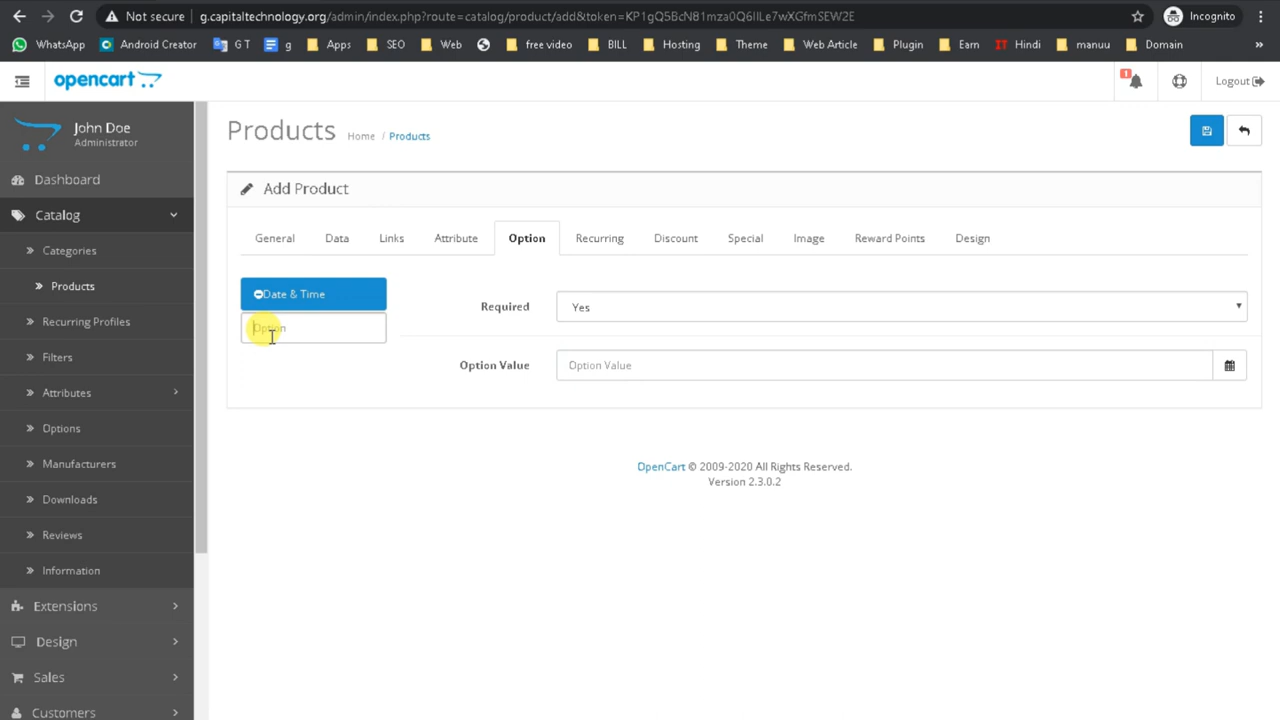 Not secure g.capitaltechnology.org/admin/index.php?route=catalog/product/add&token=KP1gQ5BcN81mza0Q6IILe7wXGfmSEW2E Incognito
WhatsApp Android Creator G T g Apps SEO Web free video BILL Hosting Theme Web Article Plugin Earn IT Hindi manuu Domain »
opencart 1 Logout
John Doe
Administrator
Products Home / Products
Dashboard
Catalog
Categories
Products
Recurring Profiles
Filters
Attributes
Options
Manufacturers
Downloads
Reviews
Information
Extensions
Design
Sales
Customers
Add Product
General Data Links Attribute Option Recurring Discount Special Image Reward Points Design
Date & Time
Option
Required Yes
Option Value Option Value
OpenCart © 2009-2020 All Rights Reserved.
Version 2.3.0.2